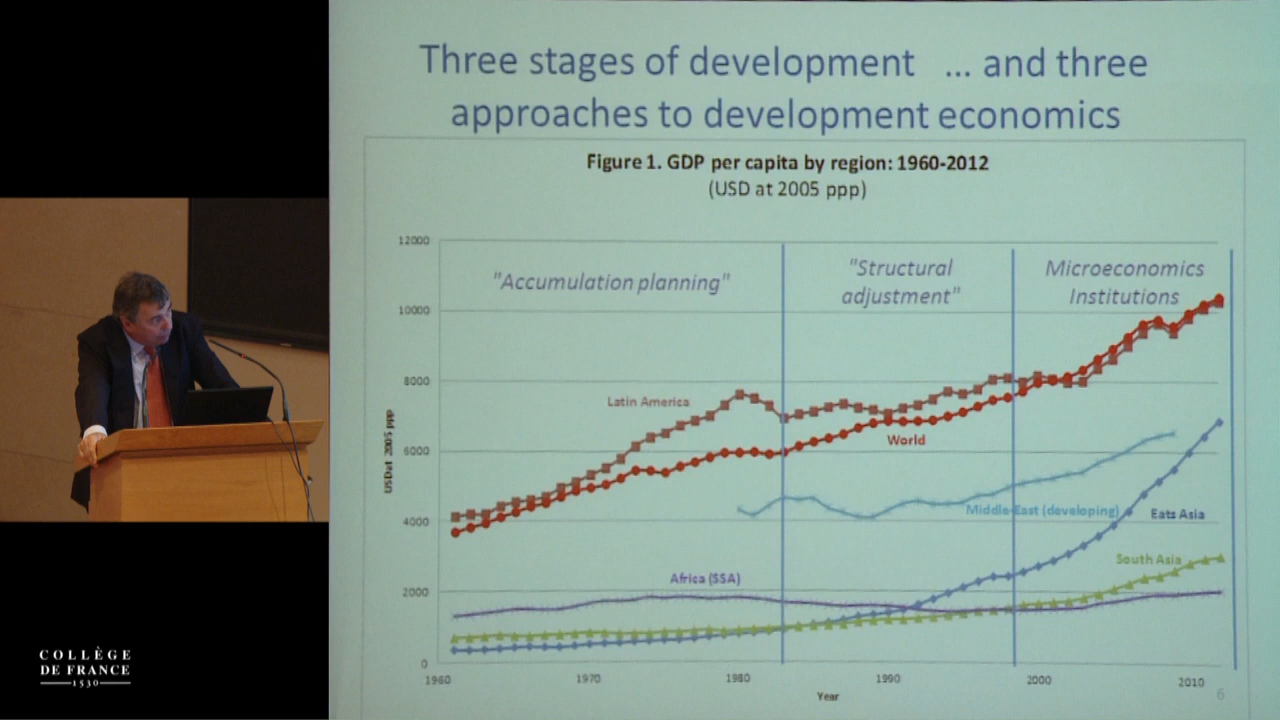 Three stages of development ... and three
approaches to development economics
Figure 1. GDP per capita by region: 1960-2012
(USD at 2005 ppp)
12000
10000
8000
6000
4000
2000
0
USD at 2005 ppp
"Accumulation planning"
"Structural
adjustment"
Microeconomics
Institutions
Latin America
World
Middle-East (developing)
Eats Asia
South Asia
Africa (SSA)
1960
1970
1980
1990
2000
2010
Year
6
COLLÈGE
DE FRANCE
1530